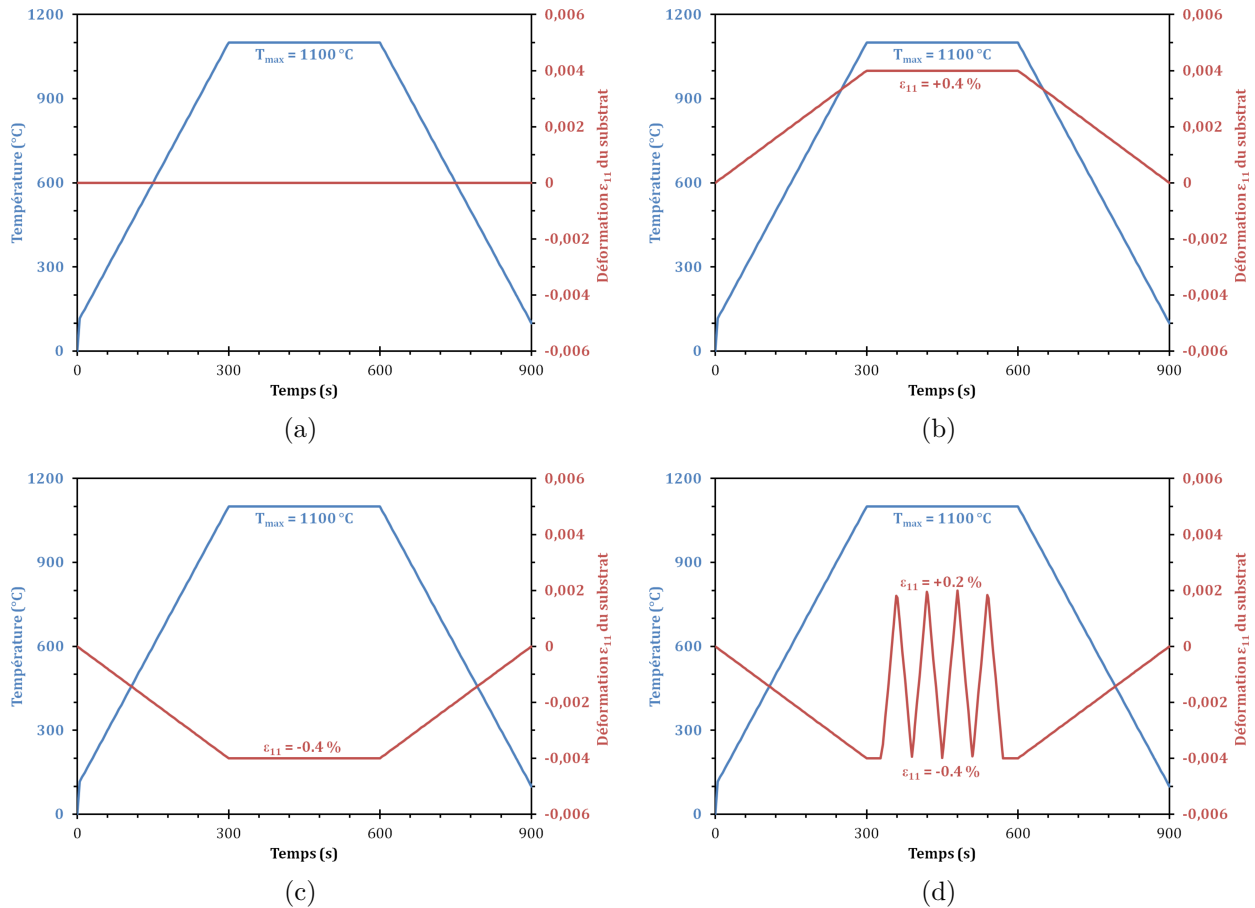 1200
900
600
300
0
0,006
0,004
0,002
0
-0,002
-0,004
-0,006
Température (°C)
Déformation ε₁₁ du substrat
Tmax = 1100 °C
0
300
600
900
Temps (s)
(a)
1200
900
600
300
0
0,006
0,004
0,002
0
-0,002
-0,004
-0,006
Température (°C)
Déformation ε₁₁ du substrat
Tmax = 1100 °C
ε₁₁ = +0.4 %
0
300
600
900
Temps (s)
(b)
1200
900
600
300
0
0,006
0,004
0,002
0
-0,002
-0,004
-0,006
Température (°C)
Déformation ε₁₁ du substrat
Tmax = 1100 °C
ε₁₁ = -0.4 %
0
300
600
900
Temps (s)
(c)
1200
900
600
300
0
0,006
0,004
0,002
0
-0,002
-0,004
-0,006
Température (°C)
Déformation ε₁₁ du substrat
Tmax = 1100 °C
ε₁₁ = +0.2 %
ε₁₁ = -0.4 %
0
300
600
900
Temps (s)
(d)